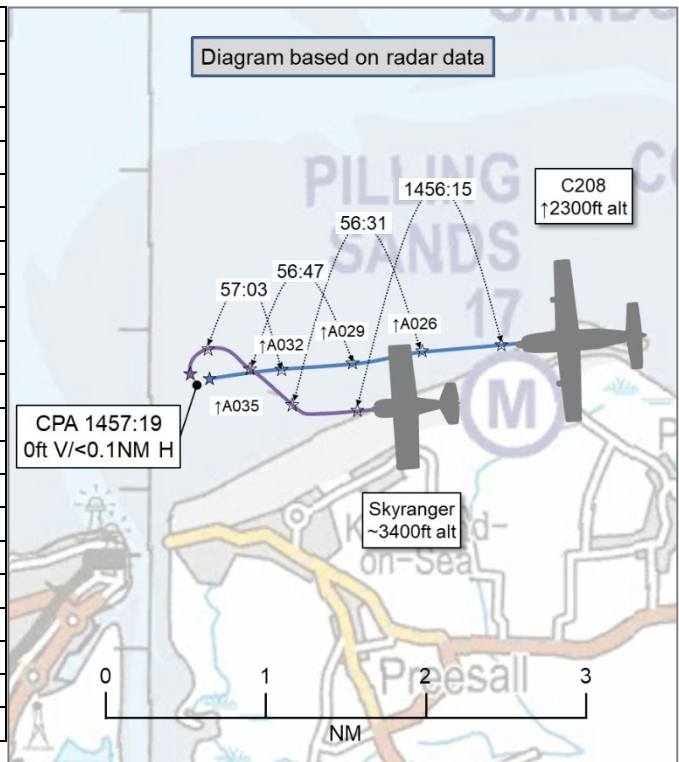 SANDS
Diagram based on radar data
PILLING
SANDS
17
CO
1456:15
C208
↑2300ft alt
56:31
56:47
57:03
↑A026
↑A029
↑A032
↑A035
M
CPA 1457:19
0ft V/<0.1NM H
Skyranger
~3400ft alt
d-
on-Sea
Preesall
0 1 2 3
NM